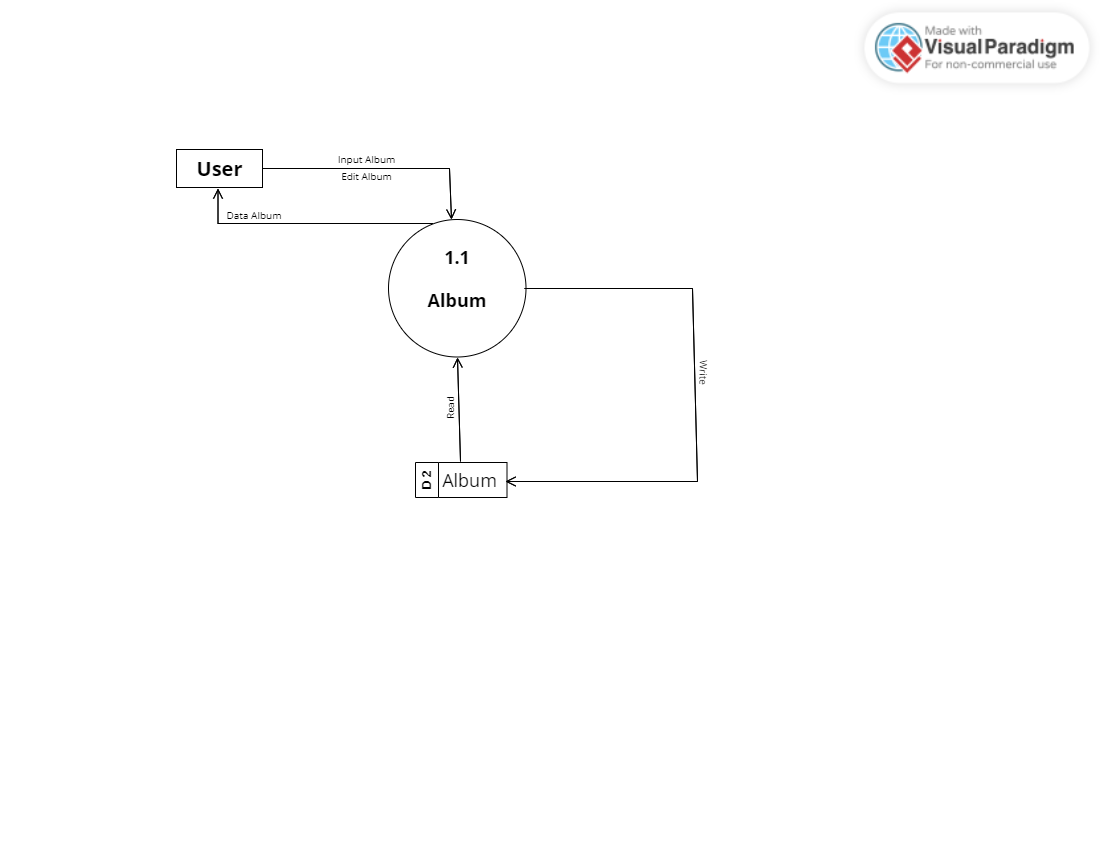 Made with
Visual Paradigm
For non-commercial use
User
Input Album
Edit Album
Data Album
1.1
Album
Write
Read
D 2
Album